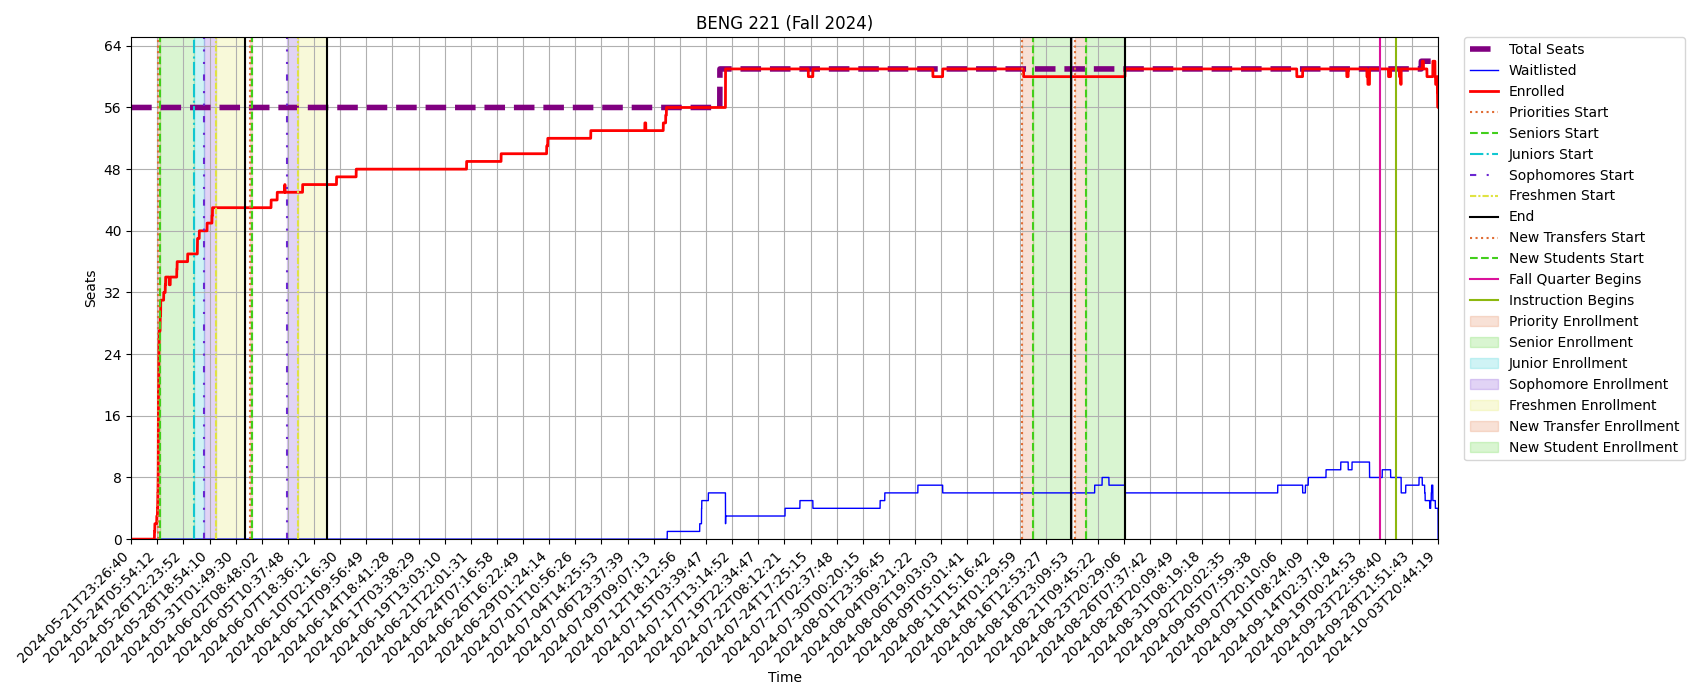 BENG 221 (Fall 2024)
Seats
64
56
48
40
32
24
16
8
0
2024-05-21T23:26:40
2024-05-24T05:54:12
2024-05-26T12:23:52
2024-05-28T18:54:10
2024-05-31T01:49:30
2024-06-02T08:48:02
2024-06-05T10:37:48
2024-06-07T18:36:12
2024-06-10T02:16:30
2024-06-12T09:56:49
2024-06-14T18:41:28
2024-06-17T03:38:29
2024-06-19T13:03:10
2024-06-21T22:01:31
2024-06-24T07:16:58
2024-06-26T16:22:49
2024-06-29T01:24:14
2024-07-01T10:56:26
2024-07-04T14:25:53
2024-07-06T23:37:39
2024-07-09T09:07:13
2024-07-12T18:12:56
2024-07-15T03:39:47
2024-07-17T13:14:52
2024-07-19T22:34:47
2024-07-22T08:12:21
2024-07-24T17:25:15
2024-07-27T02:37:48
2024-07-30T00:20:15
2024-08-01T23:36:45
2024-08-04T09:21:22
2024-08-06T19:03:03
2024-08-09T05:01:41
2024-08-11T15:16:42
2024-08-14T01:29:59
2024-08-16T12:53:27
2024-08-18T23:09:53
2024-08-21T09:45:22
2024-08-23T20:29:06
2024-08-26T07:37:42
2024-08-28T20:09:49
2024-08-31T08:19:18
2024-09-02T20:02:35
2024-09-05T07:59:38
2024-09-07T20:10:06
2024-09-10T08:24:09
2024-09-14T02:37:18
2024-09-19T00:24:53
2024-09-23T22:58:40
2024-09-28T21:51:43
2024-10-03T20:44:19
Time
Total Seats
Waitlisted
Enrolled
Priorities Start
Seniors Start
Juniors Start
Sophomores Start
Freshmen Start
End
New Transfers Start
New Students Start
Fall Quarter Begins
Instruction Begins
Priority Enrollment
Senior Enrollment
Junior Enrollment
Sophomore Enrollment
Freshmen Enrollment
New Transfer Enrollment
New Student Enrollment